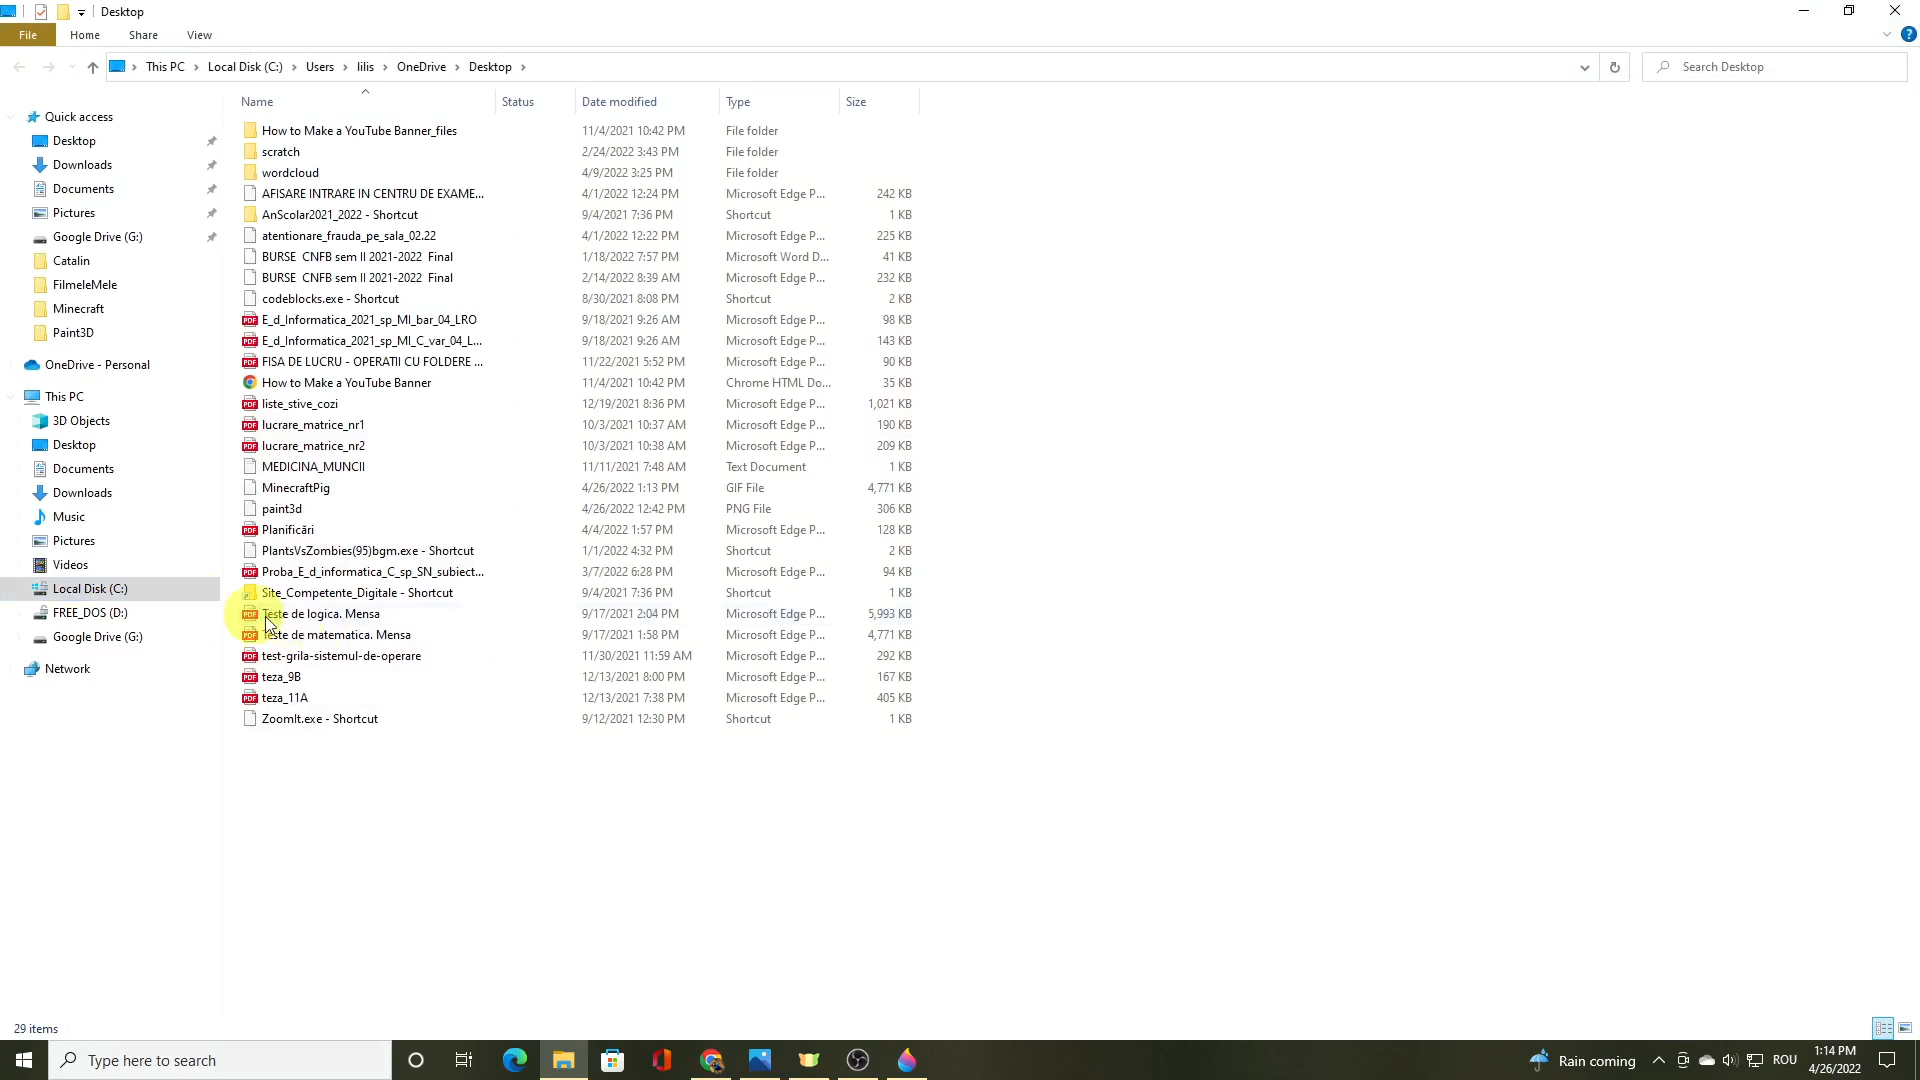 Desktop
File Home Share View
This PC Local Disk (C:) Users lilis OneDrive Desktop Search Desktop
Name Status Date modified Type Size
Quick access
Desktop
Downloads
Documents
Pictures
Google Drive (G:)
Catalin
FilmeleMele
Minecraft
Paint3D
OneDrive - Personal
This PC
3D Objects
Desktop
Documents
Downloads
Music
Pictures
Videos
Local Disk (C:)
FREE_DOS (D:)
Google Drive (G:)
Network
How to Make a YouTube Banner_files 11/4/2021 10:42 PM File folder
scratch 2/24/2022 3:43 PM File folder
wordcloud 4/9/2022 3:25 PM File folder
AFISARE INTRARE IN CENTRU DE EXAME... 4/1/2022 12:24 PM Microsoft Edge P... 242 KB
AnScolar2021_2022 - Shortcut 9/4/2021 7:36 PM Shortcut 1 KB
atentionare_frauda_pe_sala_02.22 4/1/2022 12:22 PM Microsoft Edge P... 225 KB
BURSE CNFB sem II 2021-2022 Final 1/18/2022 7:57 PM Microsoft Word D... 41 KB
BURSE CNFB sem II 2021-2022 Final 2/14/2022 8:39 AM Microsoft Edge P... 232 KB
codeblocks.exe - Shortcut 8/30/2021 8:08 PM Shortcut 2 KB
E_d_Informatica_2021_sp_MI_bar_04_LRO 9/18/2021 9:26 AM Microsoft Edge P... 98 KB
E_d_Informatica_2021_sp_MI_C_var_04_L... 9/18/2021 9:26 AM Microsoft Edge P... 143 KB
FISA DE LUCRU - OPERATII CU FOLDERE ... 11/22/2021 5:52 PM Microsoft Edge P... 90 KB
How to Make a YouTube Banner 11/4/2021 10:42 PM Chrome HTML Do... 35 KB
liste_stive_cozi 12/19/2021 8:36 PM Microsoft Edge P... 1,021 KB
lucrare_matrice_nr1 10/3/2021 10:37 AM Microsoft Edge P... 190 KB
lucrare_matrice_nr2 10/3/2021 10:38 AM Microsoft Edge P... 209 KB
MEDICINA_MUNCII 11/11/2021 7:48 AM Text Document 1 KB
MinecraftPig 4/26/2022 1:13 PM GIF File 4,771 KB
paint3d 4/26/2022 12:42 PM PNG File 306 KB
Planificări 4/4/2022 1:57 PM Microsoft Edge P... 128 KB
PlantsVsZombies(95)bgm.exe - Shortcut 1/1/2022 4:32 PM Shortcut 2 KB
Proba_E_d_informatica_C_sp_SN_subiect... 3/7/2022 6:28 PM Microsoft Edge P... 94 KB
Site_Competente_Digitale - Shortcut 9/4/2021 7:36 PM Shortcut 1 KB
Teste de logica. Mensa 9/17/2021 2:04 PM Microsoft Edge P... 5,993 KB
Teste de matematica. Mensa 9/17/2021 1:58 PM Microsoft Edge P... 4,771 KB
test-grila-sistemul-de-operare 11/30/2021 11:59 AM Microsoft Edge P... 292 KB
teza_9B 12/13/2021 8:00 PM Microsoft Edge P... 167 KB
teza_11A 12/13/2021 7:38 PM Microsoft Edge P... 405 KB
ZoomIt.exe - Shortcut 9/12/2021 12:30 PM Shortcut 1 KB
29 items
Type here to search
Rain coming
ROU
1:14 PM
4/26/2022